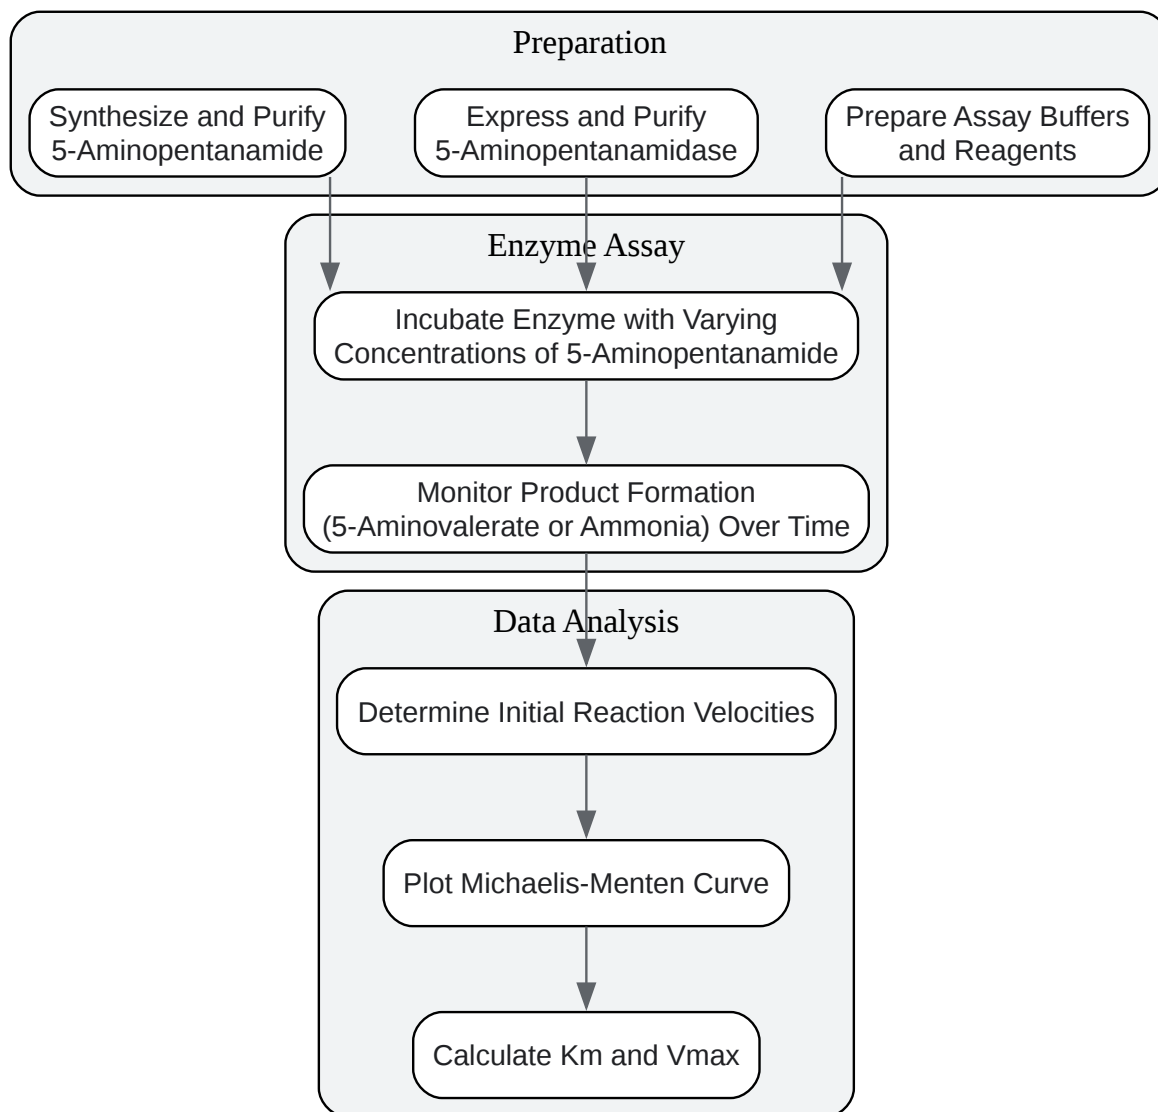 Preparation
Synthesize and Purify
5-Aminopentanamide
Express and Purify
5-Aminopentanamidase
Prepare Assay Buffers
and Reagents
Enzyme Assay
Incubate Enzyme with Varying
Concentrations of 5-Aminopentanamide
Monitor Product Formation
(5-Aminovalerate or Ammonia) Over Time
Data Analysis
Determine Initial Reaction Velocities
Plot Michaelis-Menten Curve
Calculate Km and Vmax